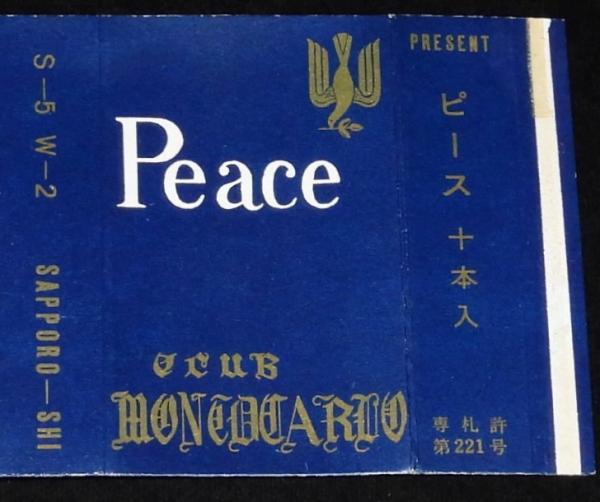 S-5 W-2 SAPPORO-SHI
Peace
CLUB
MONTECARLO
PRESENT
ピース 十本入
専札許
第221号